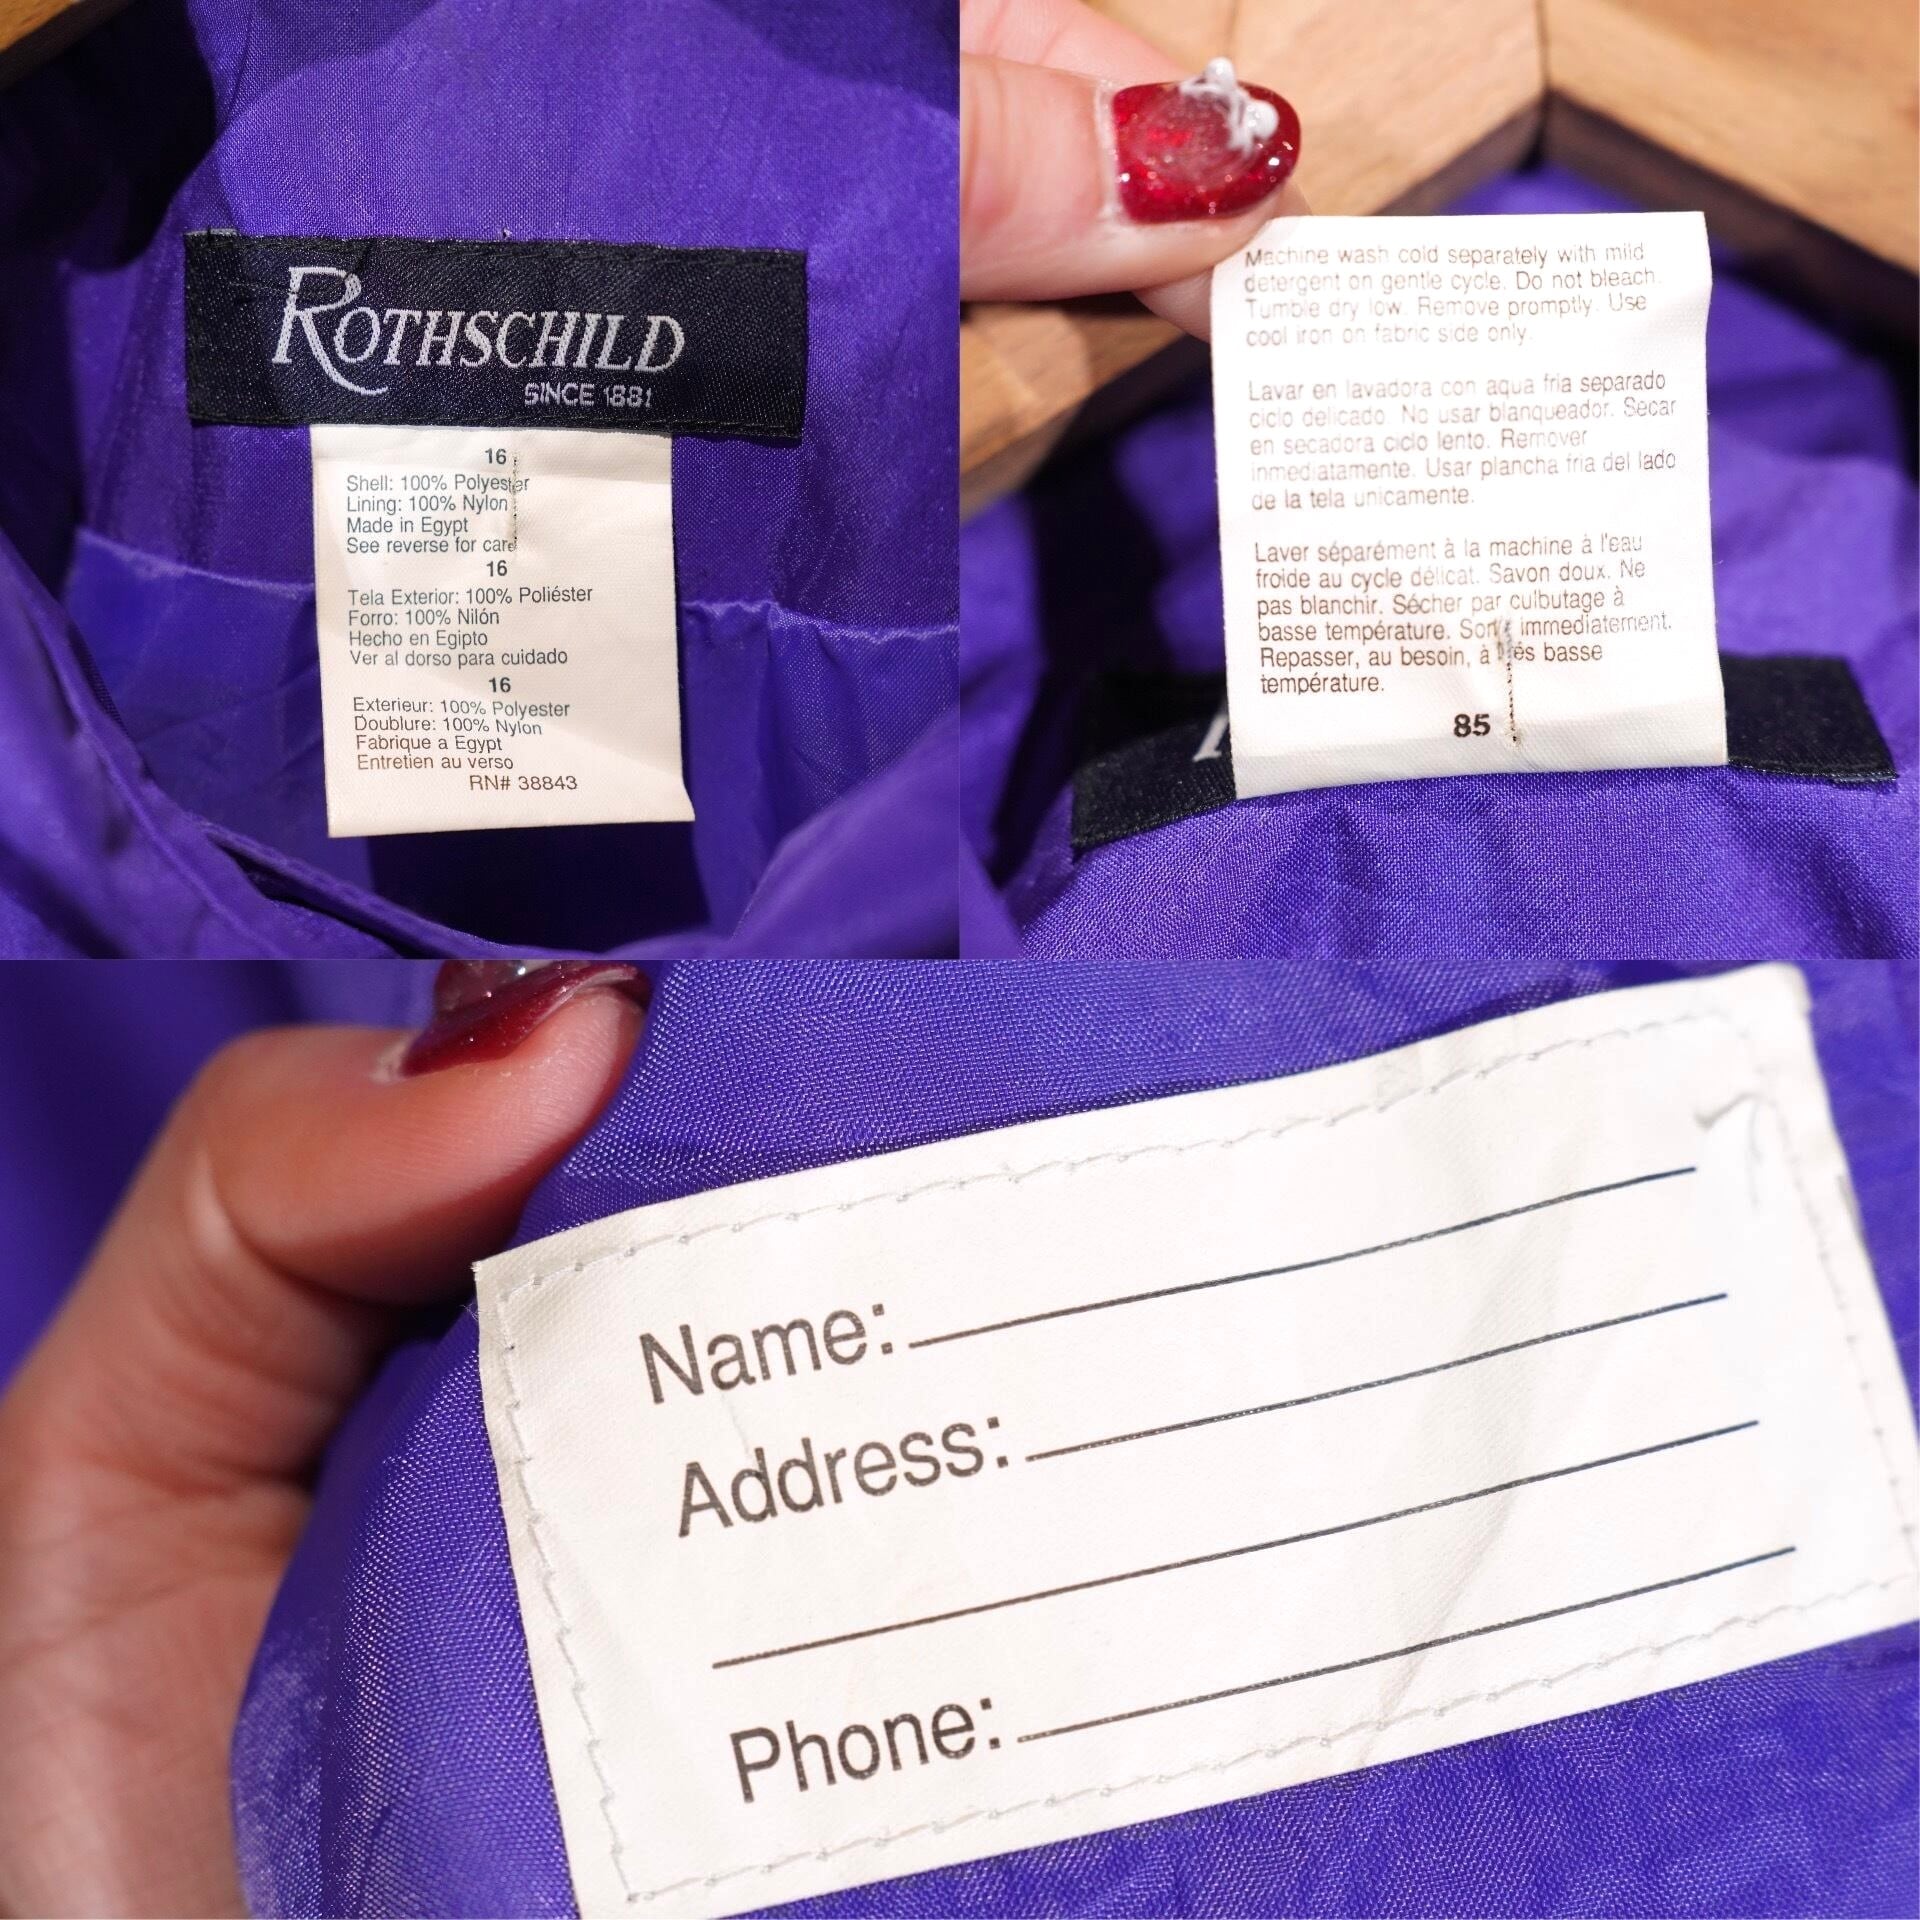 ROTHSCHILD
SINCE 1881
16
Shell: 100% Polyester
Lining: 100% Nylon
Made in Egypt
See reverse for care
16
Tela Exterior: 100% Poliéster
Forro: 100% Nilón
Hecho en Egipto
Ver al dorso para cuidado
16
Exterieur: 100% Polyester
Doublure: 100% Nylon
Fabrique a Egypt
Entretien au verso
RN# 38843
Machine wash cold separately with mild
detergent on gentle cycle. Do not bleach.
Tumble dry low. Remove promptly. Use
cool iron on fabric side only.
Lavar en lavadora con aqua fria separado
ciclo delicado. No usar blanqueador. Secar
en secadora ciclo lento. Remover
inmediatamente. Usar plancha fria del lado
de la tela unicamente.
Laver séparément à la machine à l'eau
froide au cycle délicat. Savon doux. Ne
pas blanchir. Sécher par culbutage à
basse température. immediatement.
Repasser, au besoin, à basse
température.
85
Name:
Address:
Phone: